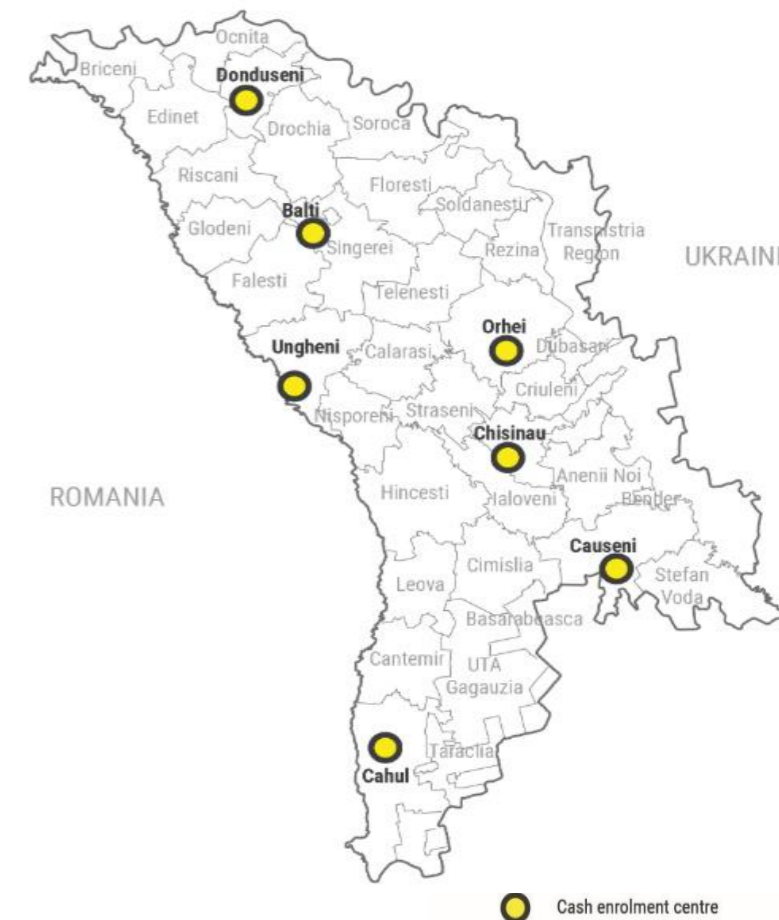 Ocnita
Briceni
Donduseni
Edinet
Drochia
Soroca
Riscani
Floresti
Soldanesti
Balti
Glodeni
Singerei
Rezina
Transnistria
Region
UKRAINE
Falesti
Telenesti
Orhei
Ungheni
Calarasi
Dubasari
Criuleni
Nisporeni
Straseni
Chisinau
Anenii Noi
ROMANIA
Hincesti
Ialoveni
Bender
Causeni
Cimislia
Leova
Stefan
Voda
Basarabeasca
Cantemir
UTA
Gagauzia
Taraclia
Cahul
Cash enrolment centre